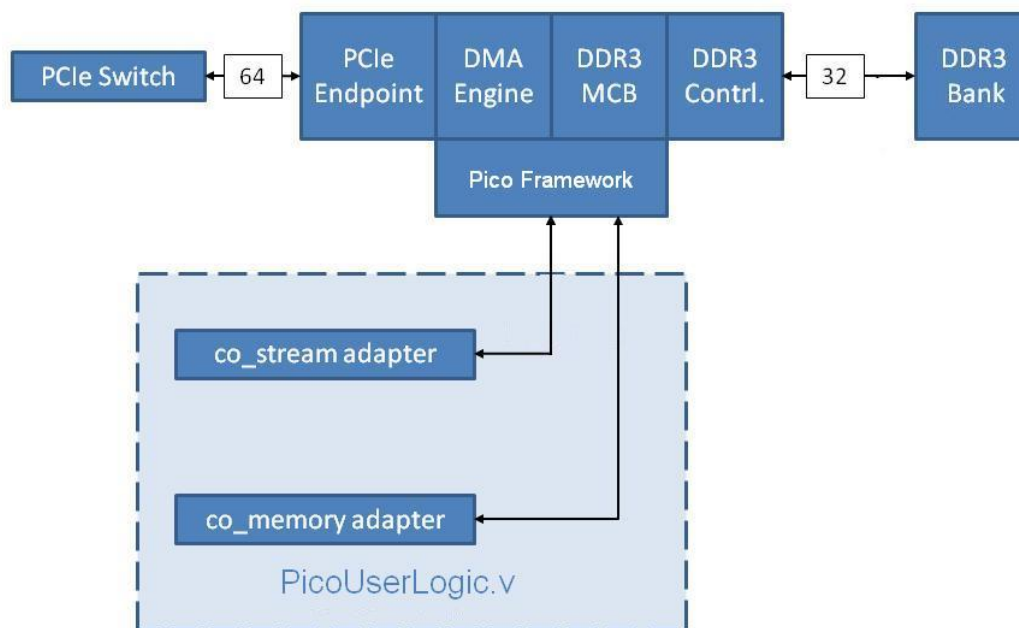 PCIe Switch
64
PCIe
Endpoint
DMA
Engine
DDR3
MCB
DDR3
Contrl.
32
DDR3
Bank
Pico Framework
co_stream adapter
co_memory adapter
PicoUserLogic.v